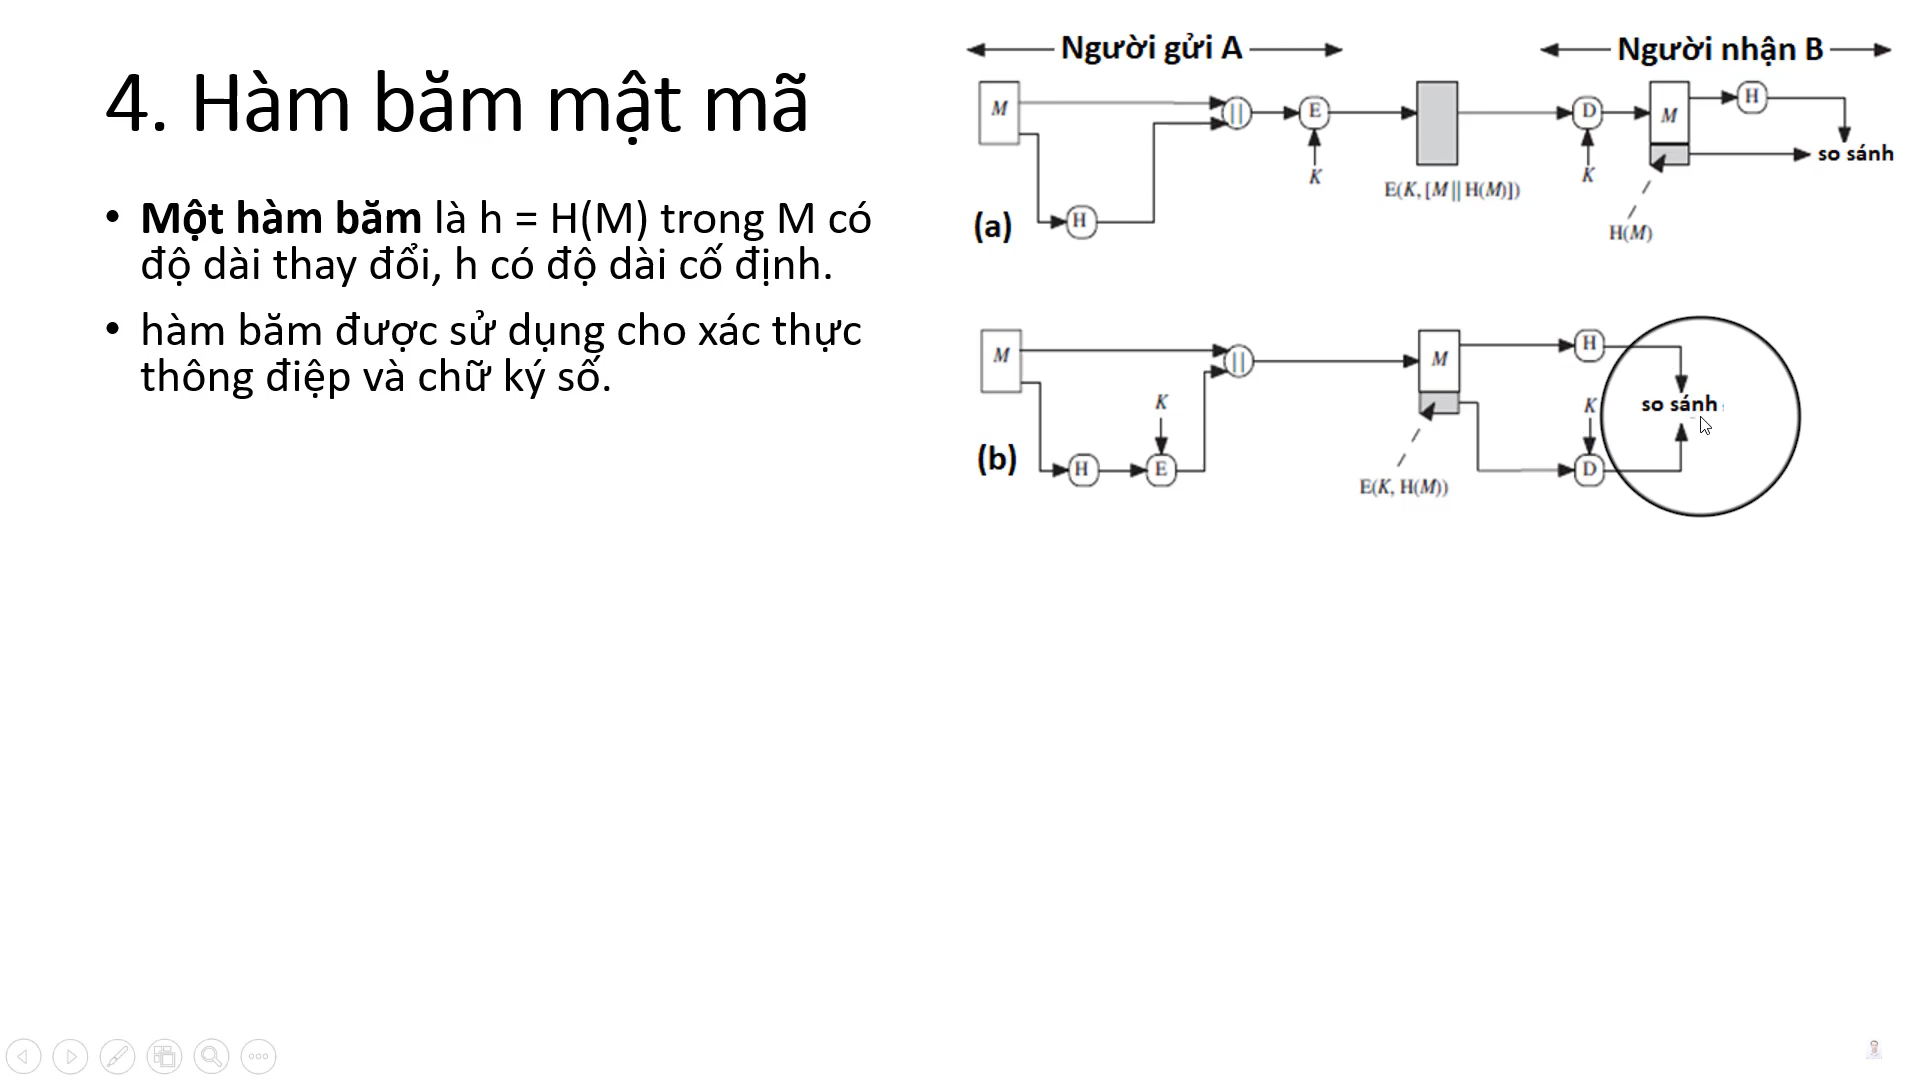 4. Hàm băm mật mã
• Một hàm băm là h = H(M) trong M có
độ dài thay đổi, h có độ dài cố định.
• hàm băm được sử dụng cho xác thực
thông điệp và chữ ký số.
Người gửi A
Người nhận B
M
||
E
D
M
H
K
K
so sánh
E(K, [M || H(M)])
H
H(M)
(a)
M
||
M
H
K
K
so sánh
H
E
D
E(K, H(M))
(b)